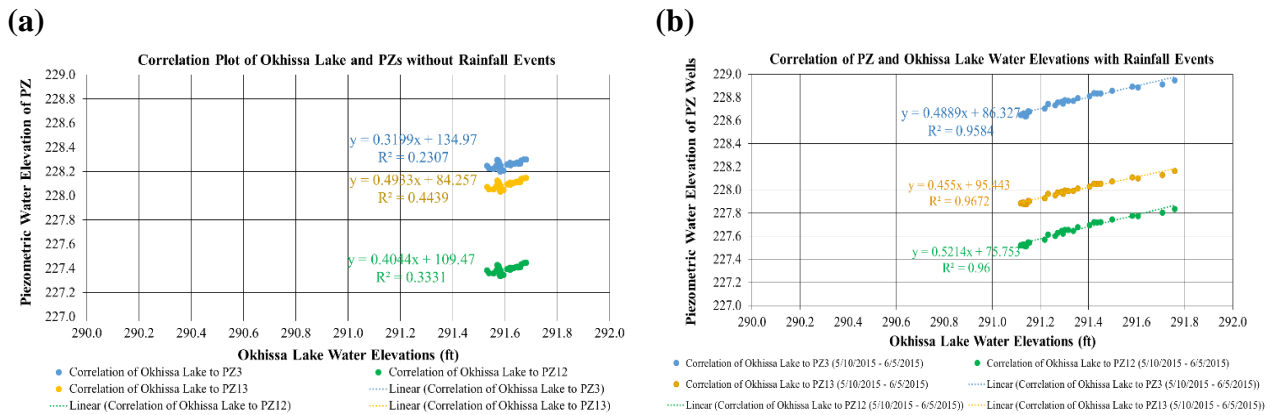 (a)
Correlation Plot of Okhissa Lake and PZs without Rainfall Events
Piezometric Water Elevation of PZ
229.0
228.8
228.6
228.4
228.2
228.0
227.8
227.6
227.4
227.2
227.0
y = 0.3199x + 134.97
R² = 0.2307
y = 0.4933x + 84.257
R² = 0.4439
y = 0.4044x + 109.47
R² = 0.3331
290.0 290.2 290.4 290.6 290.8 291.0 291.2 291.4 291.6 291.8 292.0
Okhissa Lake Water Elevations (ft)
Correlation of Okhissa Lake to PZ3
Correlation of Okhissa Lake to PZ12
Correlation of Okhissa Lake to PZ13
Linear (Correlation of Okhissa Lake to PZ3)
Linear (Correlation of Okhissa Lake to PZ12)
Linear (Correlation of Okhissa Lake to PZ13)
(b)
Correlation of PZ and Okhissa Lake Water Elevations with Rainfall Events
Piezometric Water Elevation of PZ Wells
229.0
228.8
228.6
228.4
228.2
228.0
227.8
227.6
227.4
227.2
227.0
y = 0.4889x + 86.327
R² = 0.9584
y = 0.455x + 95.443
R² = 0.9672
y = 0.5214x + 75.753
R² = 0.96
290.0 290.2 290.4 290.6 290.8 291.0 291.2 291.4 291.6 291.8 292.0
Okhissa Lake Water Elevations (ft)
Correlation of Okhissa Lake to PZ3 (5/10/2015 - 6/5/2015)
Correlation of Okhissa Lake to PZ12 (5/10/2015 - 6/5/2015)
Correlation of Okhissa Lake to PZ13 (5/10/2015 - 6/5/2015)
Linear (Correlation of Okhissa Lake to PZ3 (5/10/2015 - 6/5/2015))
Linear (Correlation of Okhissa Lake to PZ12 (5/10/2015 - 6/5/2015))
Linear (Correlation of Okhissa Lake to PZ13 (5/10/2015 - 6/5/2015))